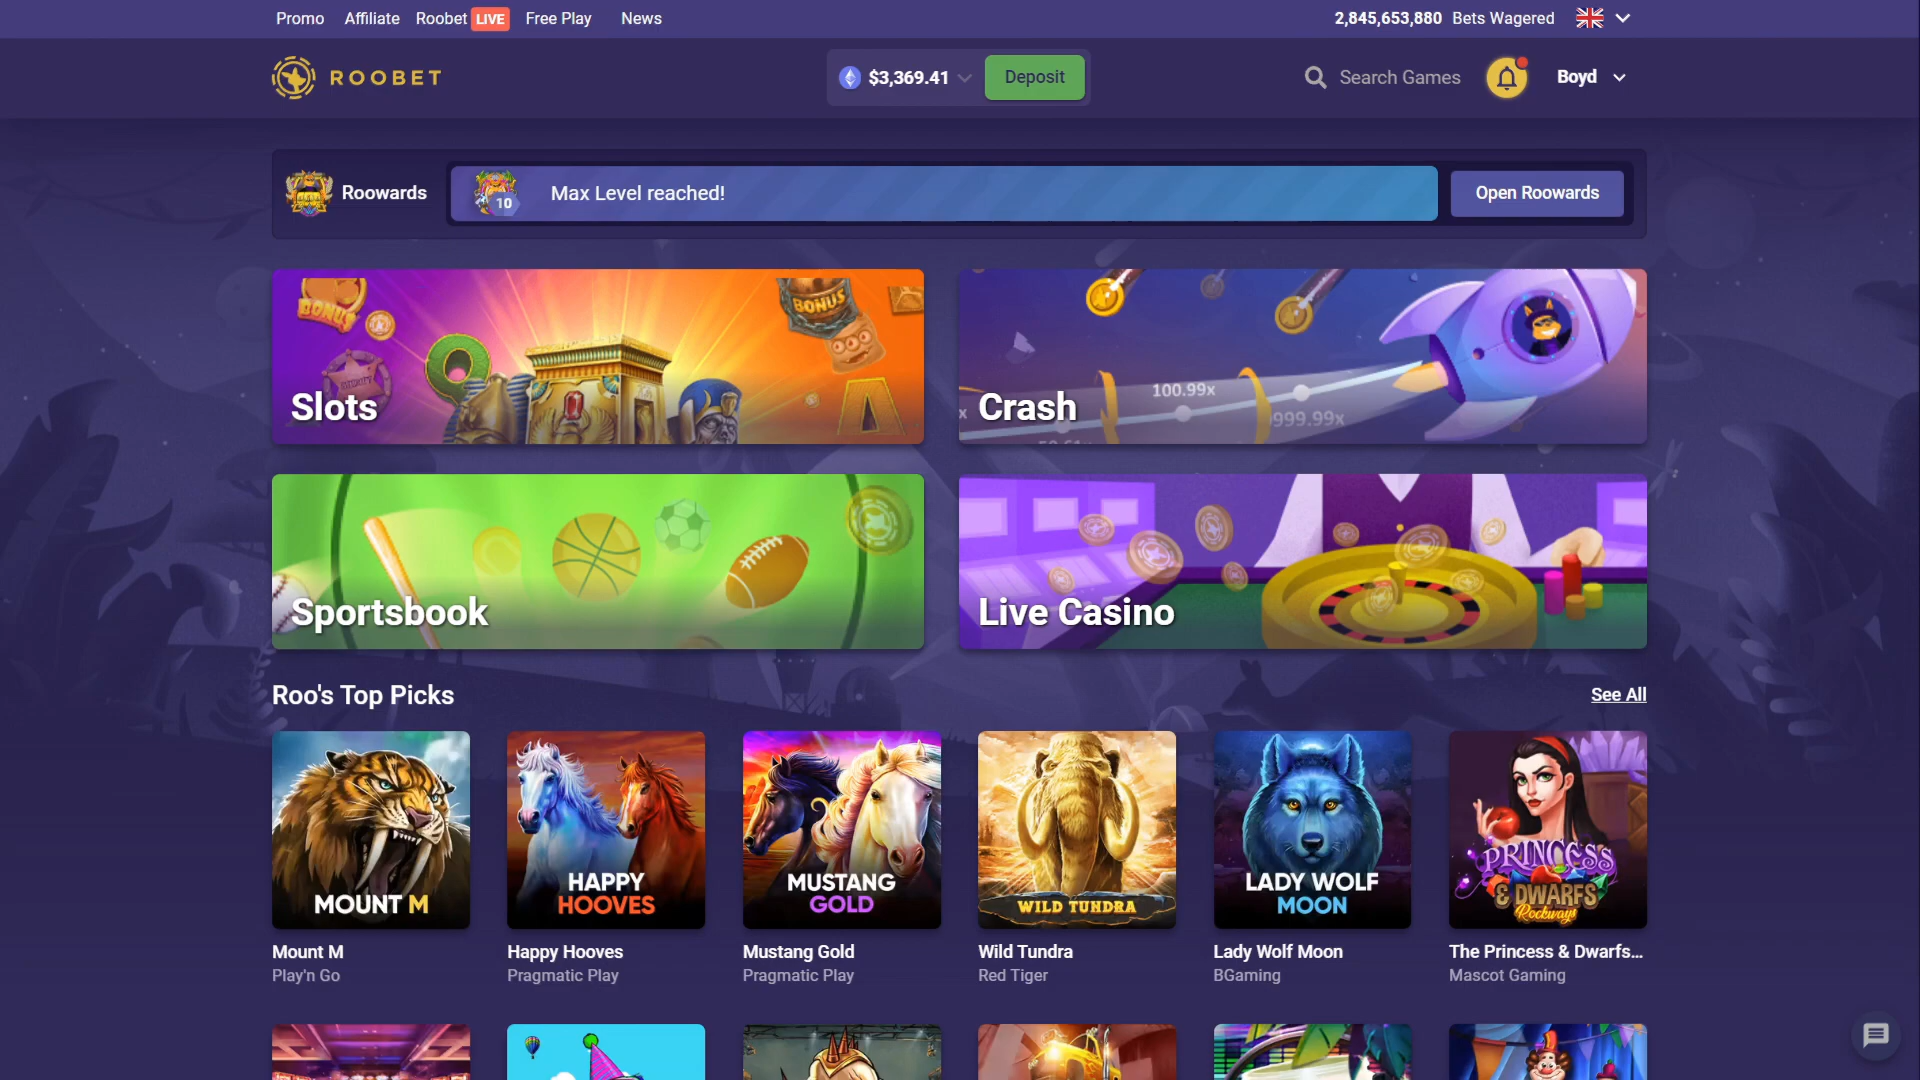 Promo Affiliate Roobet LIVE Free Play News 2,845,653,880 Bets Wagered
ROOBET $3,369.41 Deposit Search Games Boyd
Roowards 10 Max Level reached! Open Roowards
BONUS
BONUS
Slots
100.99x
999.99x
Crash
Sportsbook
Live Casino
Roo's Top Picks See All
MOUNT M
HAPPY
HOOVES
MUSTANG
GOLD
WILD TUNDRA
LADY WOLF
MOON
PRINCESS
& DWARFS
Rockways
Mount M Happy Hooves Mustang Gold Wild Tundra Lady Wolf Moon The Princess & Dwarfs...
Play'n Go Pragmatic Play Pragmatic Play Red Tiger BGaming Mascot Gaming